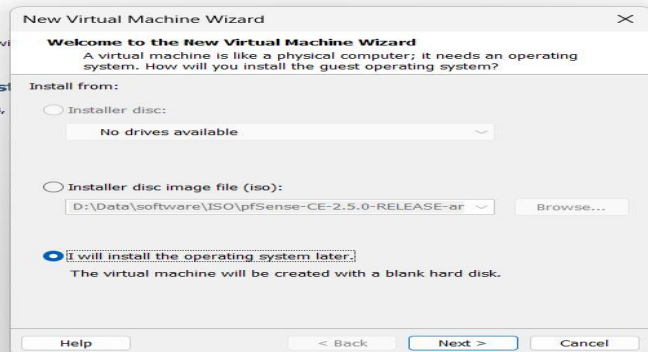 New Virtual Machine Wizard
Welcome to the New Virtual Machine Wizard
A virtual machine is like a physical computer; it needs an operating
system. How will you install the guest operating system?
Install from:
Installer disc:
No drives available
Installer disc image file (iso):
D:\Data\software\ISO\pfSense-CE-2.5.0-RELEASE-ar
Browse...
I will install the operating system later.
The virtual machine will be created with a blank hard disk.
Help
< Back
Next >
Cancel